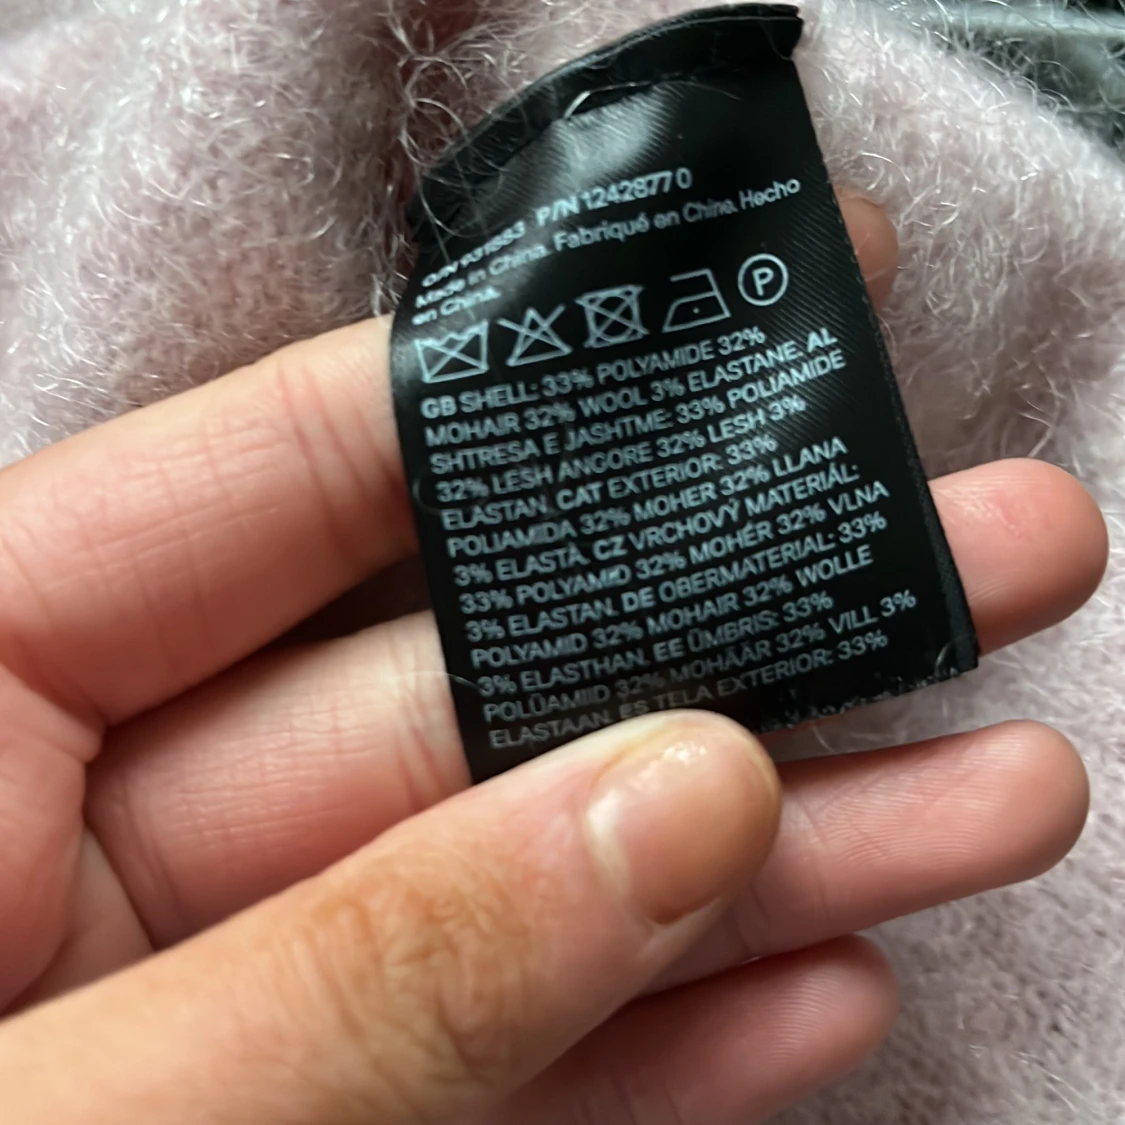 O/N 931883 P/N 1242877 0
Made in China. Fabriqué en China. Hecho
en China.
P
GB SHELL: 33% POLYAMIDE 32%
MOHAIR 32% WOOL 3% ELASTANE. AL
SHTRESA E JASHTME: 33% POLIAMIDE
32% LESH ANGORE 32% LESH 3%
ELASTAN. CAT EXTERIOR: 33%
POLIAMIDA 32% MOHER 32% LLANA
3% ELASTÀ. CZ VRCHOVÝ MATERIÁL:
33% POLYAMID 32% MOHÉR 32% VLNA
3% ELASTAN. DE OBERMATERIAL: 33%
POLYAMID 32% MOHAIR 32% WOLLE
3% ELASTHAN. EE ÜMBRIS: 33%
POLÜAMIID 32% MOHÄÄR 32% VILL 3%
ELASTAAN. ES TELA EXTERIOR: 33%